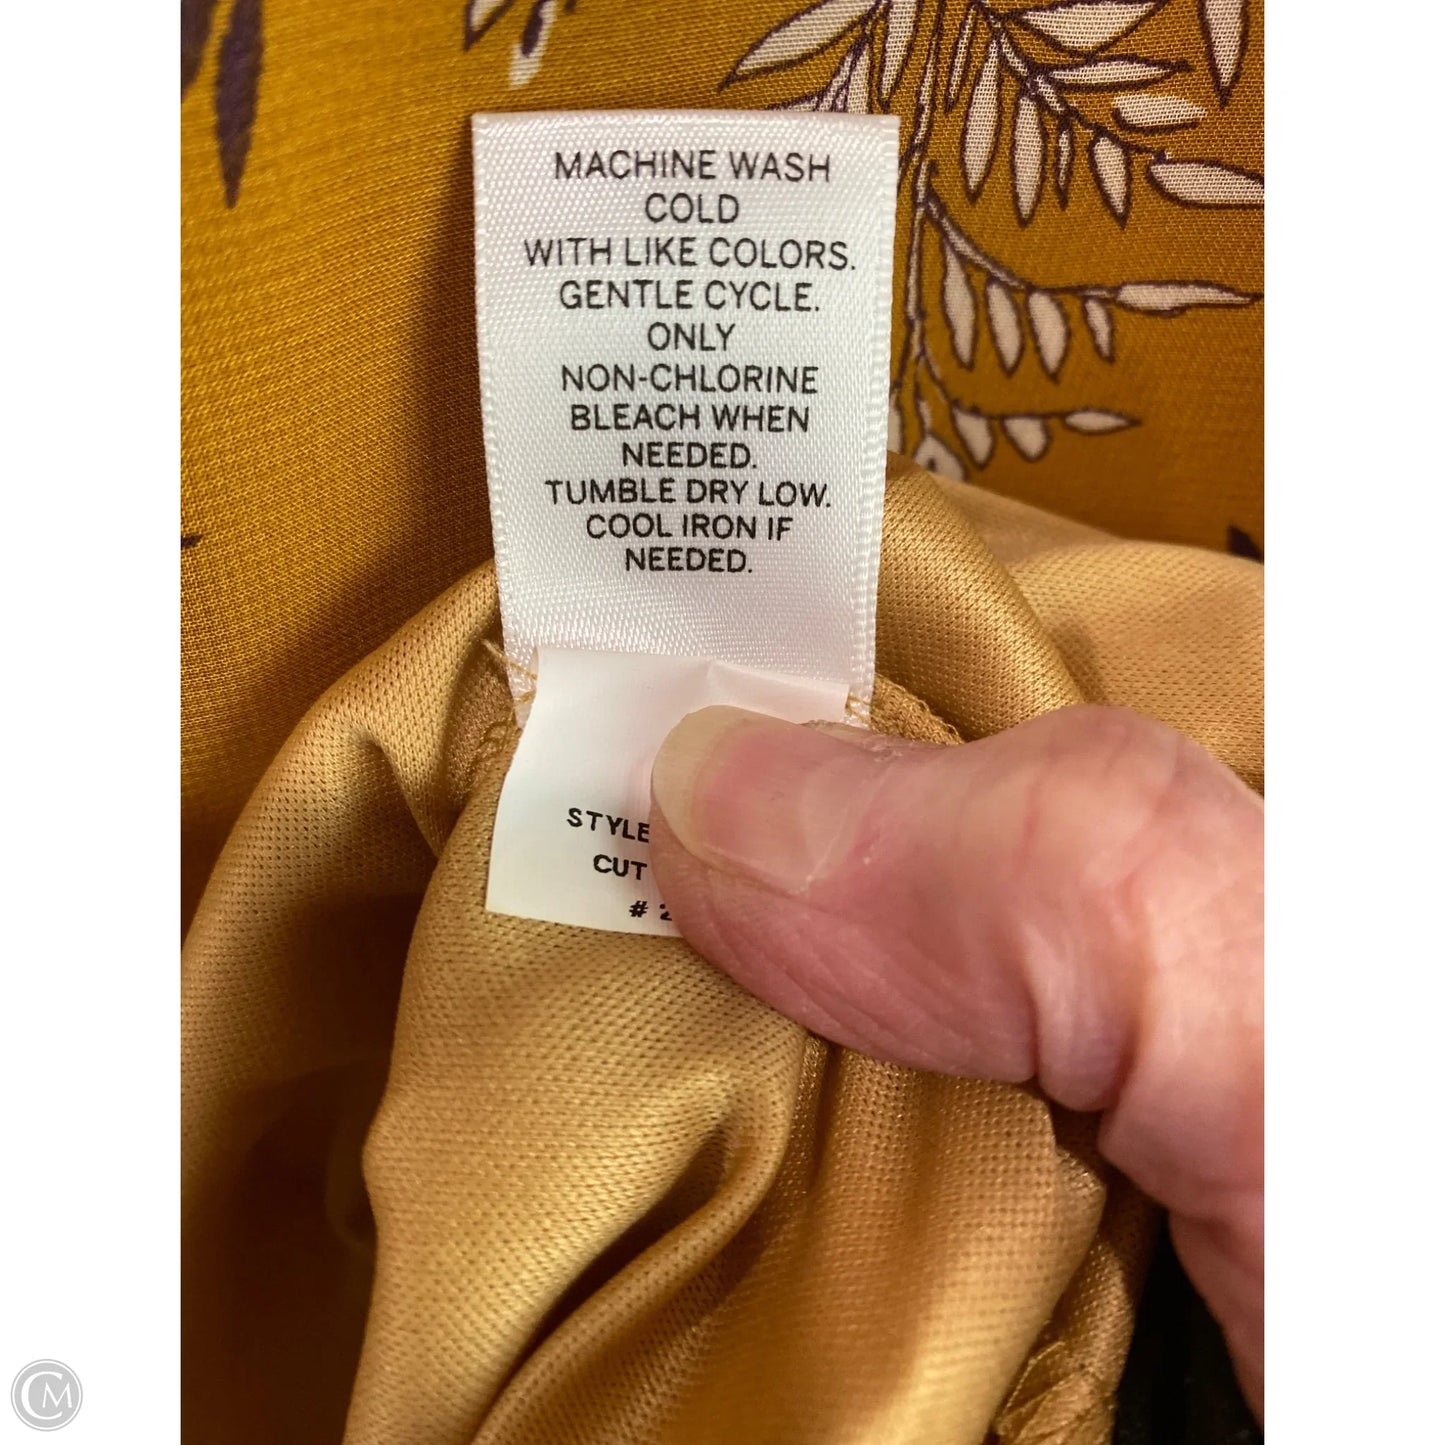 MACHINE WASH
COLD
WITH LIKE COLORS.
GENTLE CYCLE.
ONLY
NON-CHLORINE
BLEACH WHEN
NEEDED.
TUMBLE DRY LOW.
COOL IRON IF
NEEDED.
STYLE
CUT
#
CM